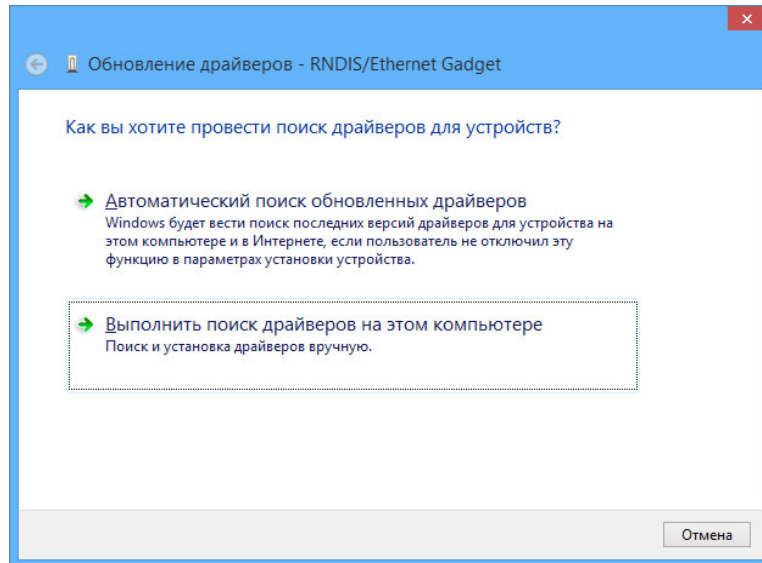 Обновление драйверов - RNDIS/Ethernet Gadget
Как вы хотите провести поиск драйверов для устройств?
Автоматический поиск обновленных драйверов
Windows будет вести поиск последних версий драйверов для устройства на
этом компьютере и в Интернете, если пользователь не отключил эту
функцию в параметрах установки устройства.
Выполнить поиск драйверов на этом компьютере
Поиск и установка драйверов вручную.
Отмена